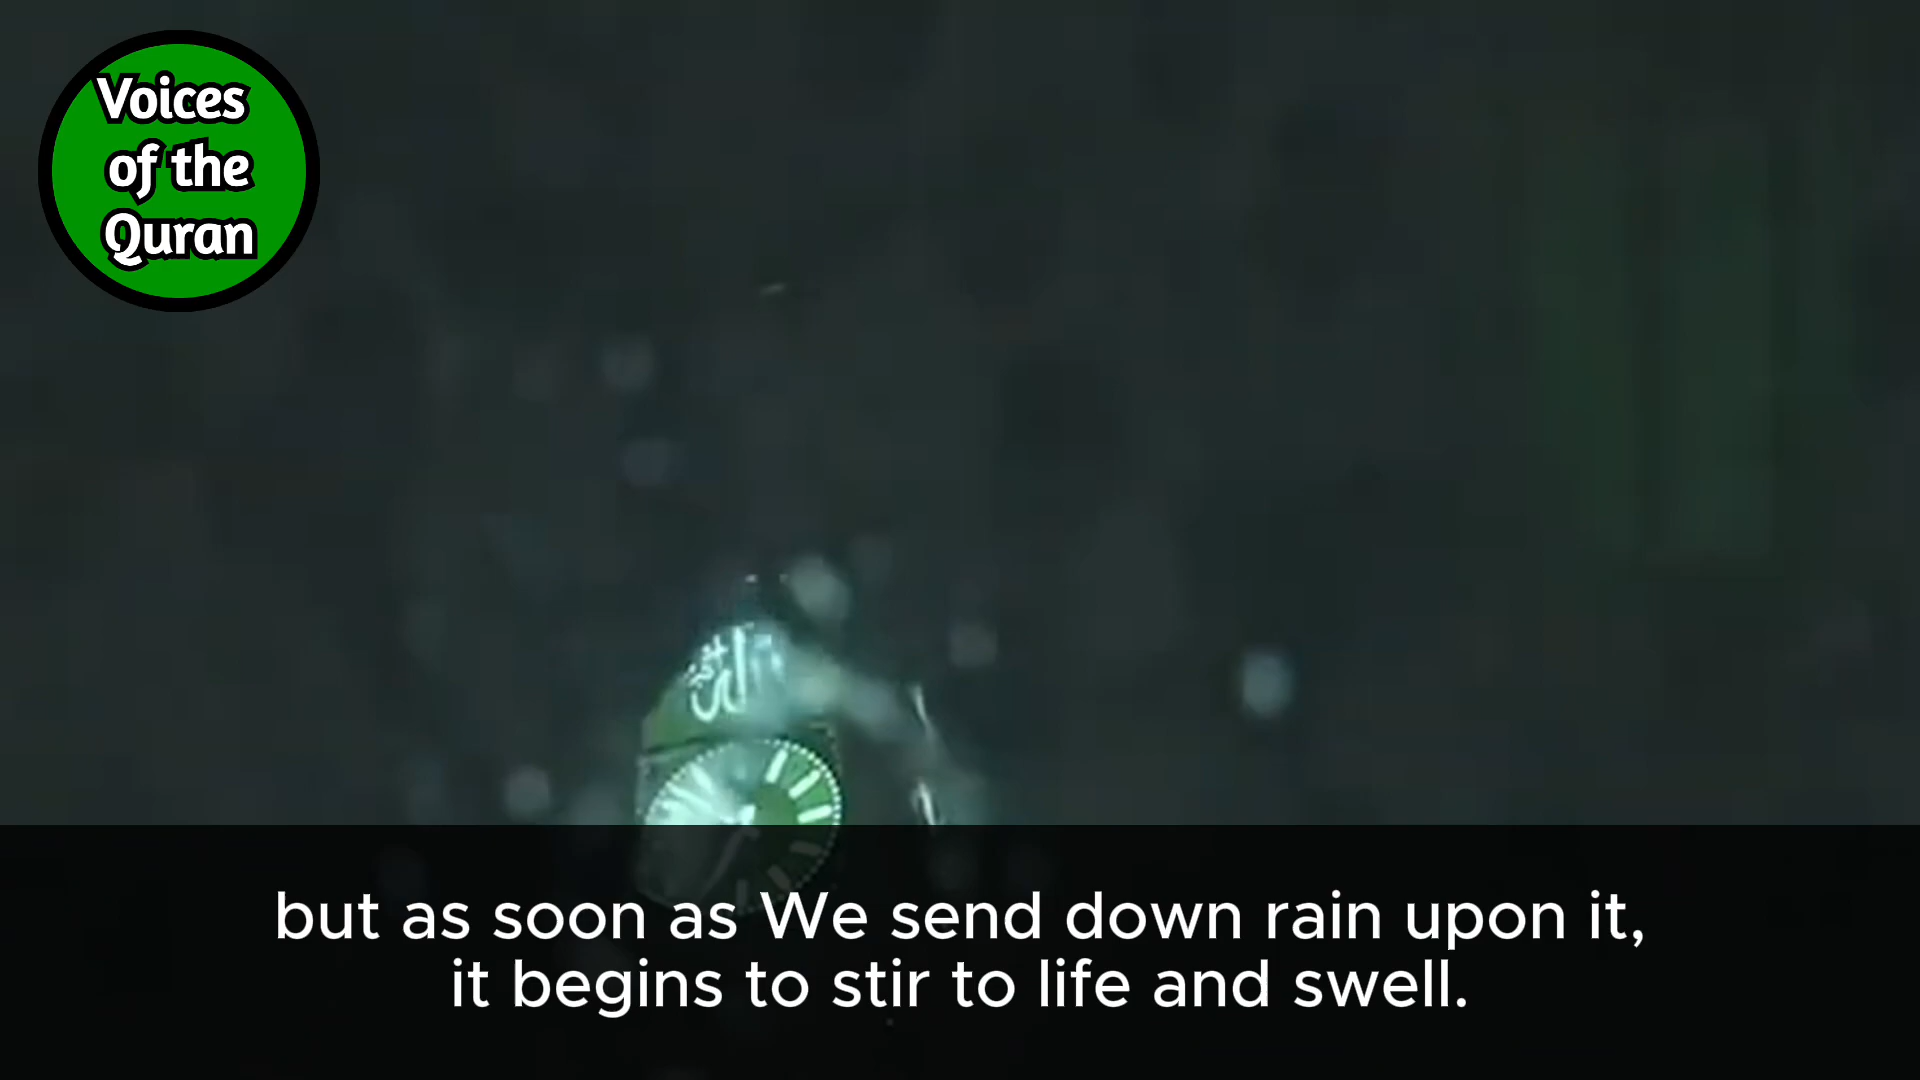 Voices
of the
Quran
but as soon as We send down rain upon it,
it begins to stir to life and swell.